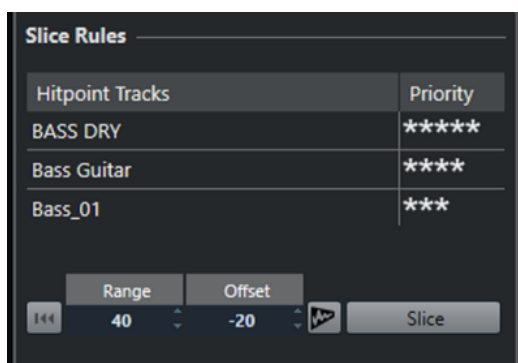 Slice Rules
Hitpoint Tracks Priority
BASS DRY *****
Bass Guitar ****
Bass_01 ***
Range Offset
40 -20 Slice